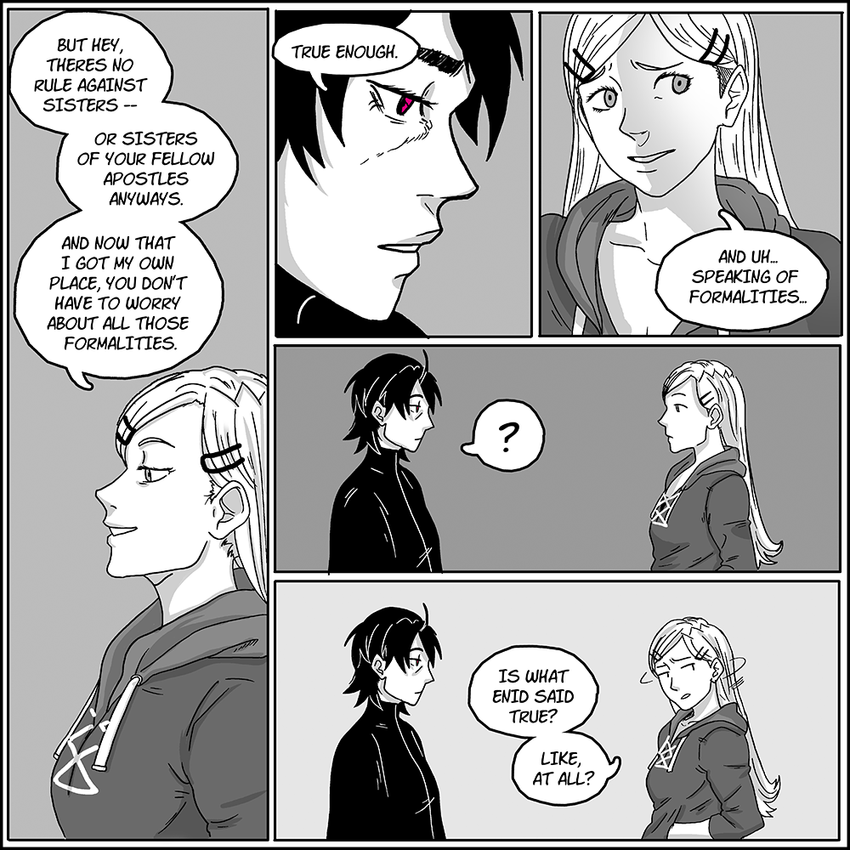 BUT HEY,
THERES NO
RULE AGAINST
SISTERS --
OR SISTERS
OF YOUR FELLOW
APOSTLES
ANYWAYS.
AND NOW THAT
I GOT MY OWN
PLACE, YOU DON'T
HAVE TO WORRY
ABOUT ALL THOSE
FORMALITIES.
TRUE ENOUGH.
AND UH...
SPEAKING OF
FORMALITIES...
?
IS WHAT
ENID SAID
TRUE?
LIKE,
AT ALL?